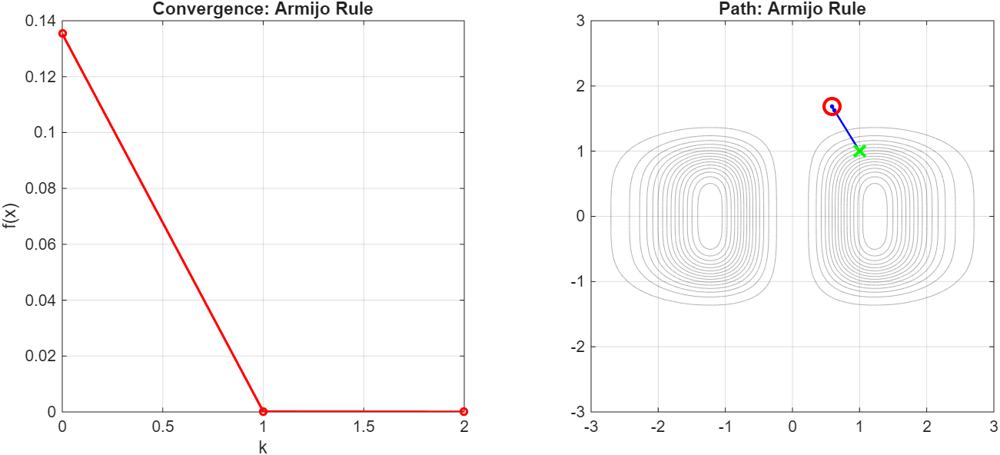 Convergence: Armijo Rule
0.14
0.12
0.1
0.08
0.06
0.04
0.02
0
f(x)
0 0.5 1 1.5 2
k
Path: Armijo Rule
3
2
1
0
-1
-2
-3
-3 -2 -1 0 1 2 3